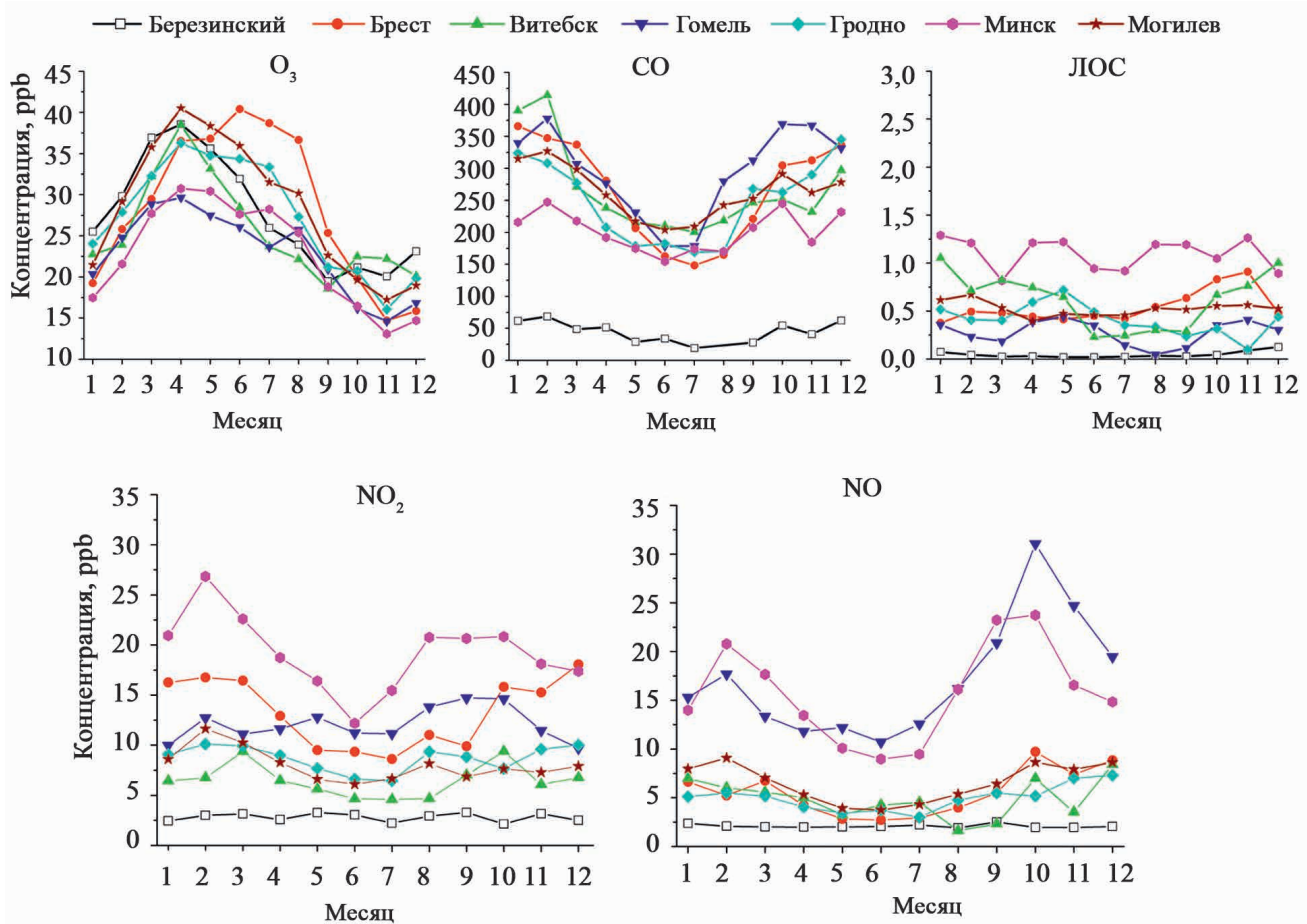 Березинский Брест Витебск Гомель Гродно Минск Могилев
O₃
Концентрация, ppb
45
40
35
30
25
20
15
10
1 2 3 4 5 6 7 8 9 10 11 12
Месяц
CO
450
400
350
300
250
200
150
100
50
0
1 2 3 4 5 6 7 8 9 10 11 12
Месяц
ЛОС
3,0
2,5
2,0
1,5
1,0
0,5
0,0
1 2 3 4 5 6 7 8 9 10 11 12
Месяц
NO₂
Концентрация, ppb
35
30
25
20
15
10
5
0
1 2 3 4 5 6 7 8 9 10 11 12
Месяц
NO
35
30
25
20
15
10
5
0
1 2 3 4 5 6 7 8 9 10 11 12
Месяц